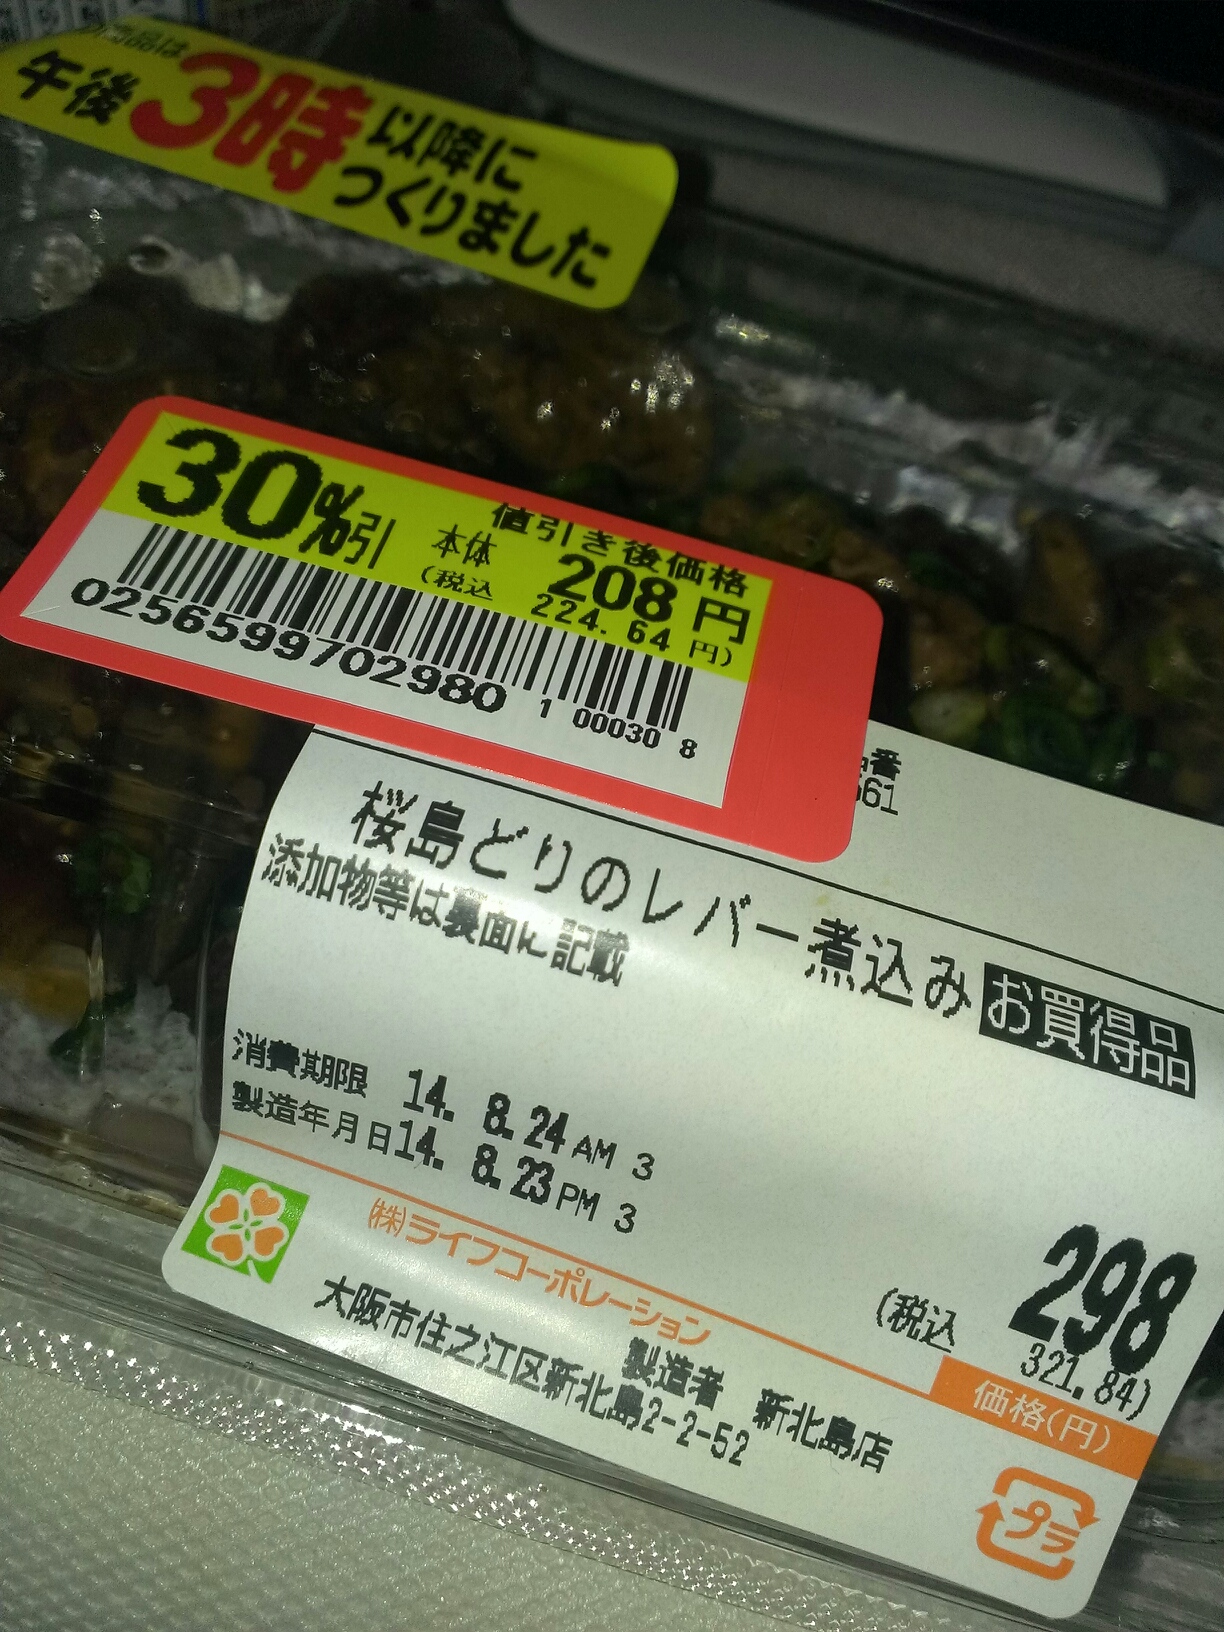 商品は
午後3時以降に
つくりました
30%引
値引き後価格
本体 208円
(税込 224.64円)
0256599702980 1 00030 8
番
561
桜島どりのレバー煮込み お買得品
添加物等は裏面に記載
消費期限 14. 8.24 AM 3
製造年月日 14. 8.23 PM 3
298
(税込 321.84)
価格(円)
(株)ライフコーポレーション
製造者 新北島店
大阪市住之江区新北島2-2-52
プラ